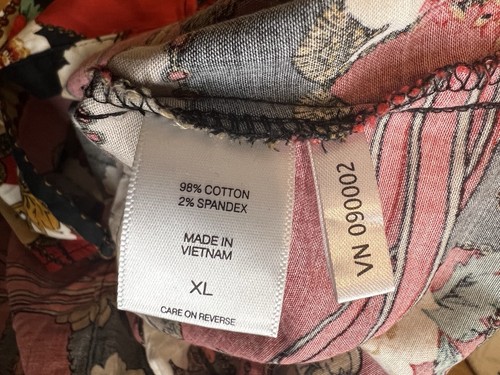 98% COTTON
2% SPANDEX
MADE IN
VIETNAM
XL
CARE ON REVERSE
VN 090002